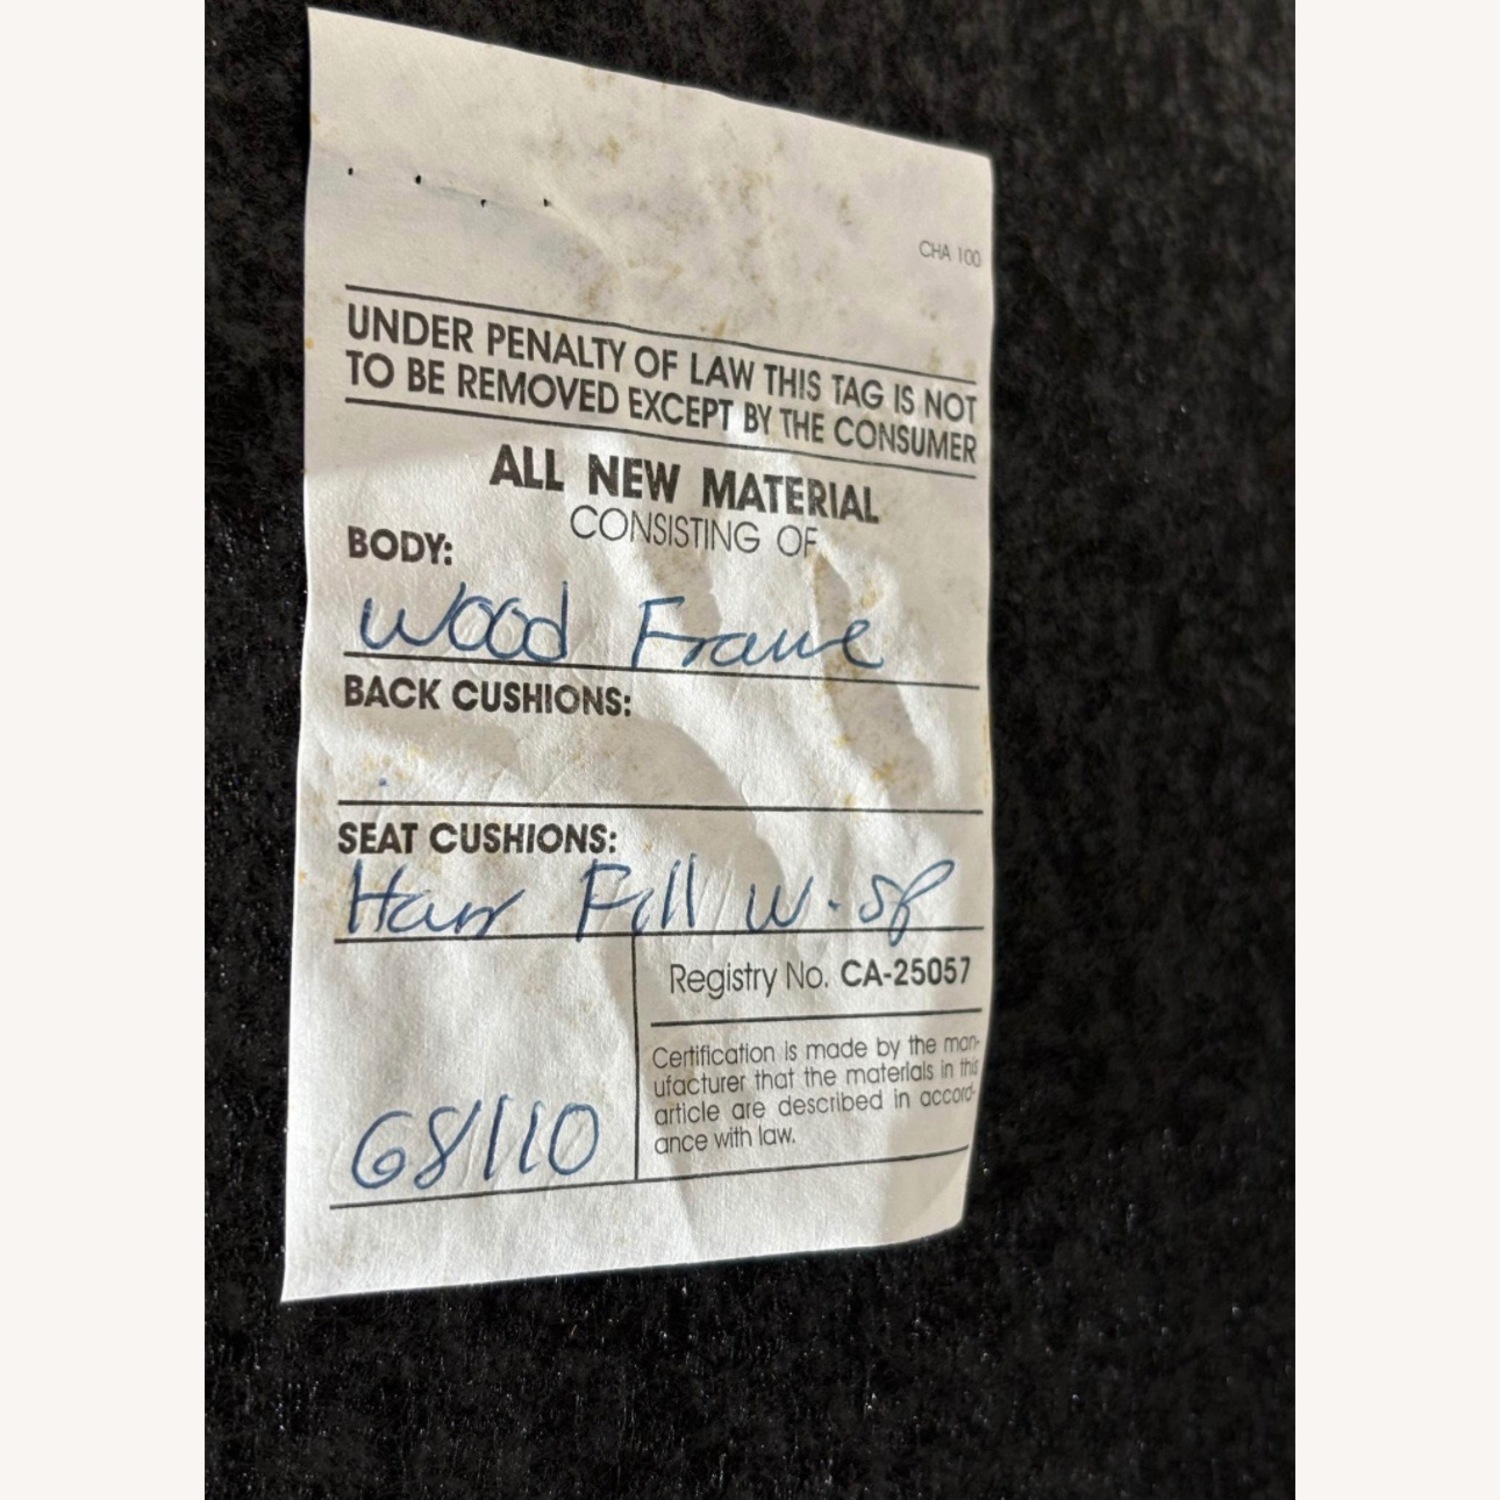 CHA 100
UNDER PENALTY OF LAW THIS TAG IS NOT
TO BE REMOVED EXCEPT BY THE CONSUMER
ALL NEW MATERIAL
CONSISTING OF
BODY:
Wood Frame
BACK CUSHIONS:
SEAT CUSHIONS:
Hair Fill W.
Registry No. CA-25057
Certification is made by the man-
ufacturer that the materials in this
article are described in accord-
ance with law.
68110